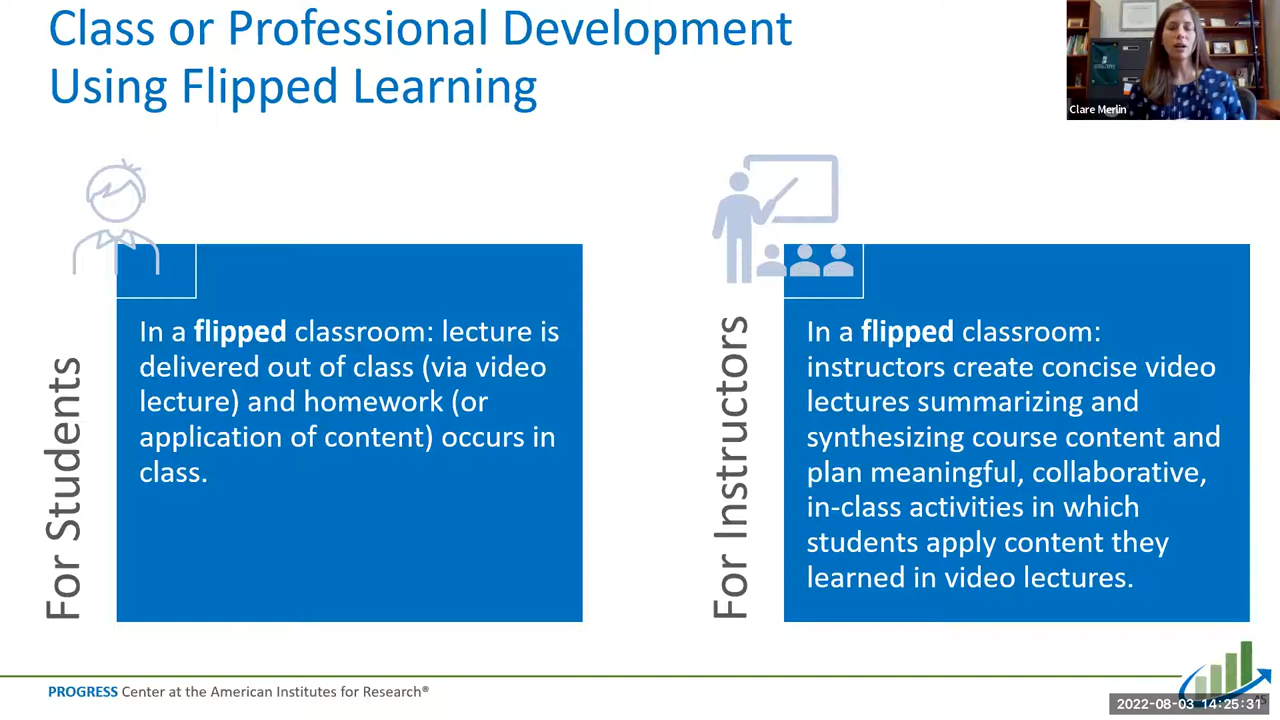 Class or Professional Development
Using Flipped Learning
Clare Merlin
For Students
In a flipped classroom: lecture is
delivered out of class (via video
lecture) and homework (or
application of content) occurs in
class.
For Instructors
In a flipped classroom:
instructors create concise video
lectures summarizing and
synthesizing course content and
plan meaningful, collaborative,
in-class activities in which
students apply content they
learned in video lectures.
PROGRESS Center at the American Institutes for Research®
45
2022-08-03 14:25:31